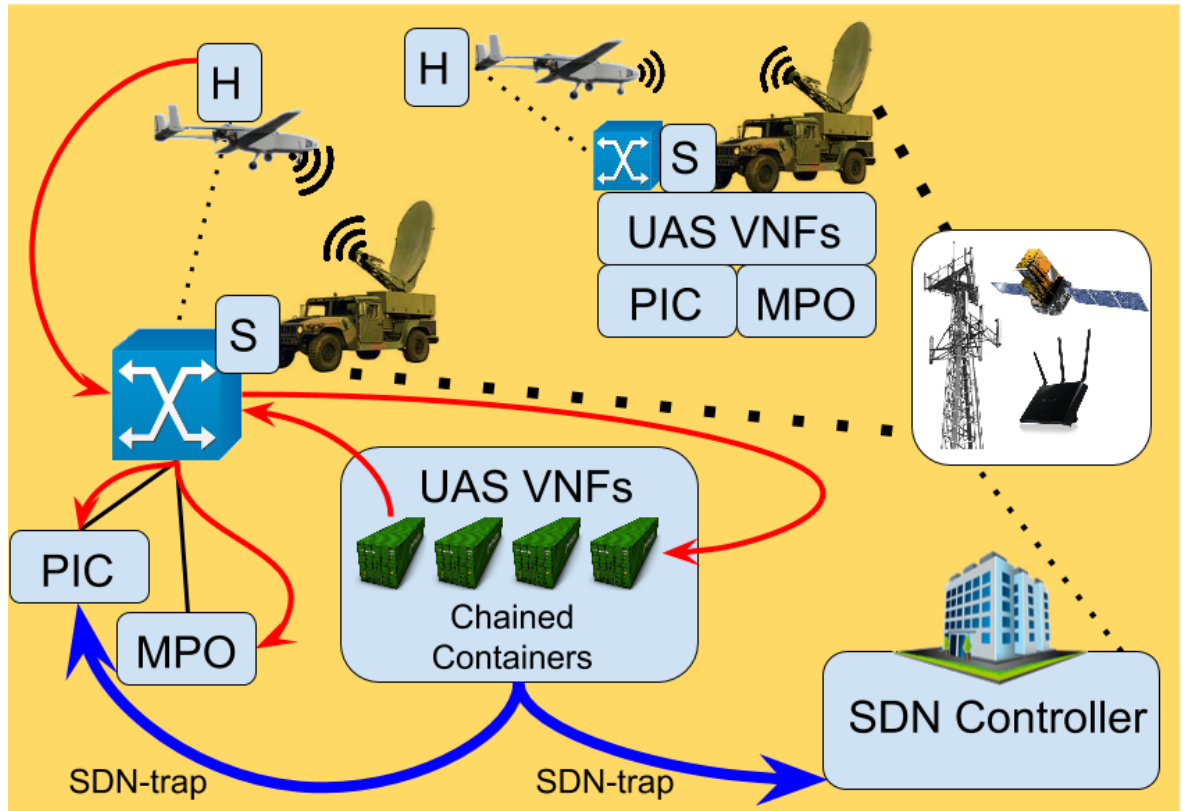 H
H
S
UAS VNFs
PIC
MPO
S
UAS VNFs
Chained
Containers
PIC
MPO
SDN Controller
SDN-trap
SDN-trap